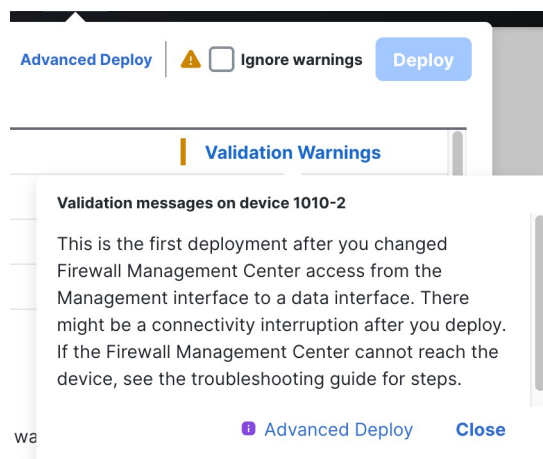 Advanced Deploy Ignore warnings Deploy
Validation Warnings
Validation messages on device 1010-2
This is the first deployment after you changed
Firewall Management Center access from the
Management interface to a data interface. There
might be a connectivity interruption after you deploy.
If the Firewall Management Center cannot reach the
device, see the troubleshooting guide for steps.
wa
Advanced Deploy Close